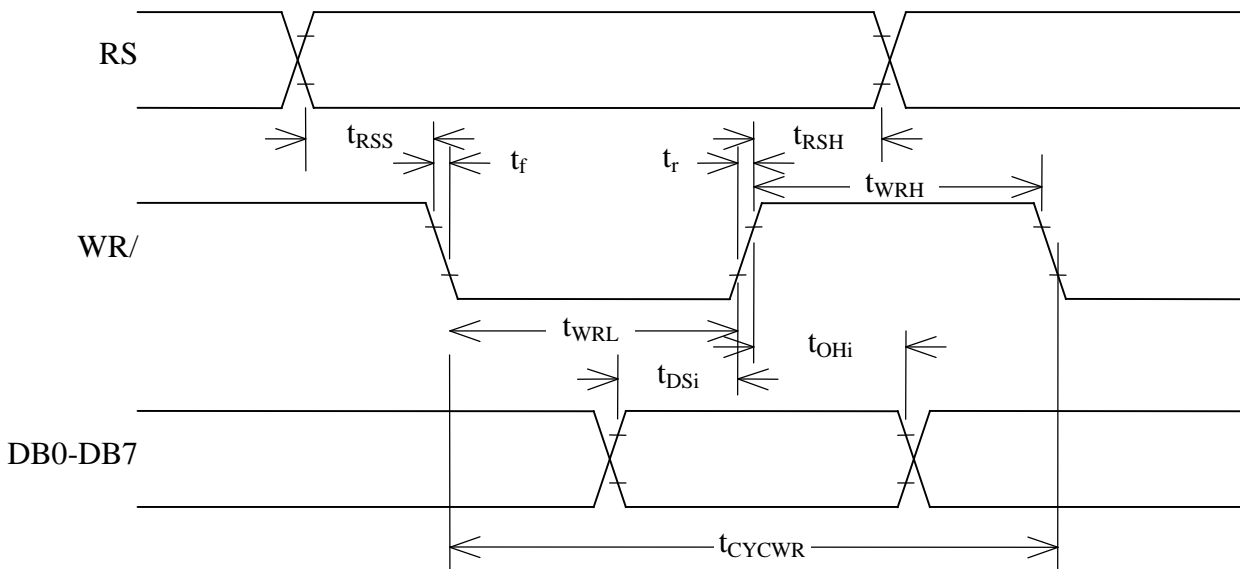 RS
tRSS
tRSH
tf
tr
tWRH
WR/
tWRL
tOHi
tDSi
DB0-DB7
tCYCWR